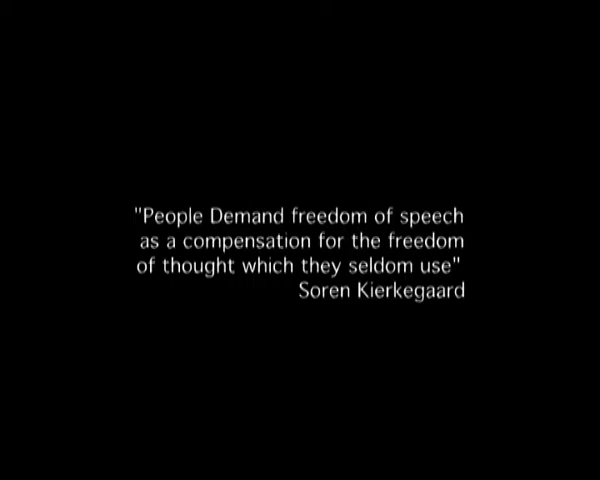 "People Demand freedom of speech
as a compensation for the freedom
of thought which they seldom use"
Soren Kierkegaard